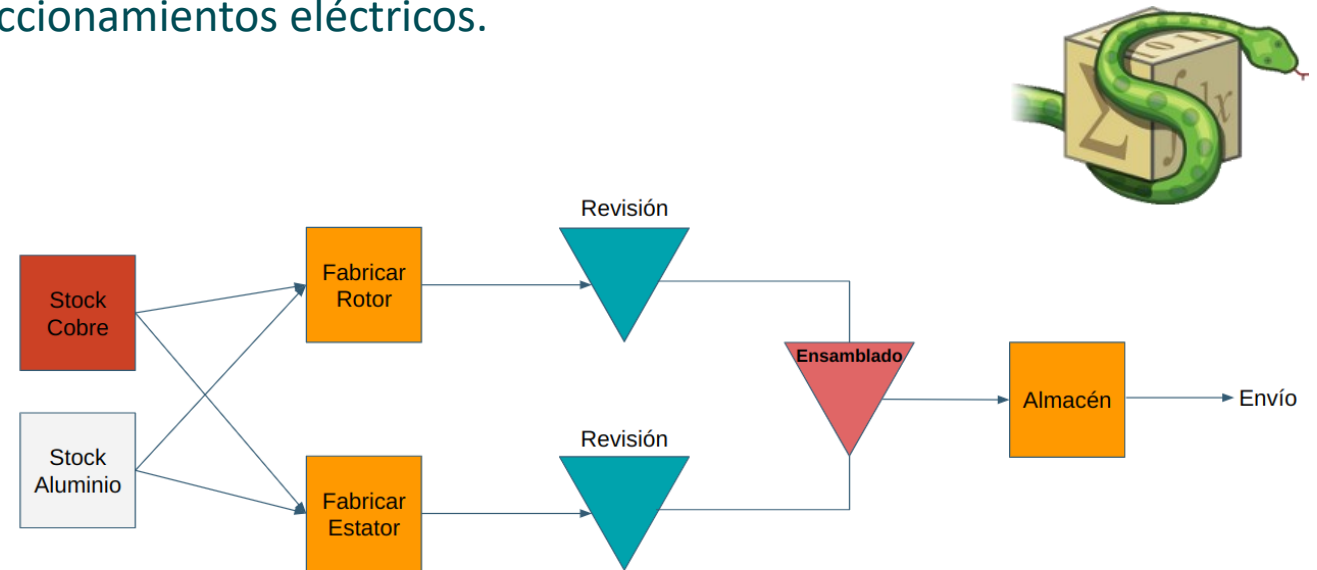 ccionamientos eléctricos.
Revisión
Stock
Cobre
Fabricar
Rotor
Ensamblado
Almacén
Envío
Stock
Aluminio
Revisión
Fabricar
Estator